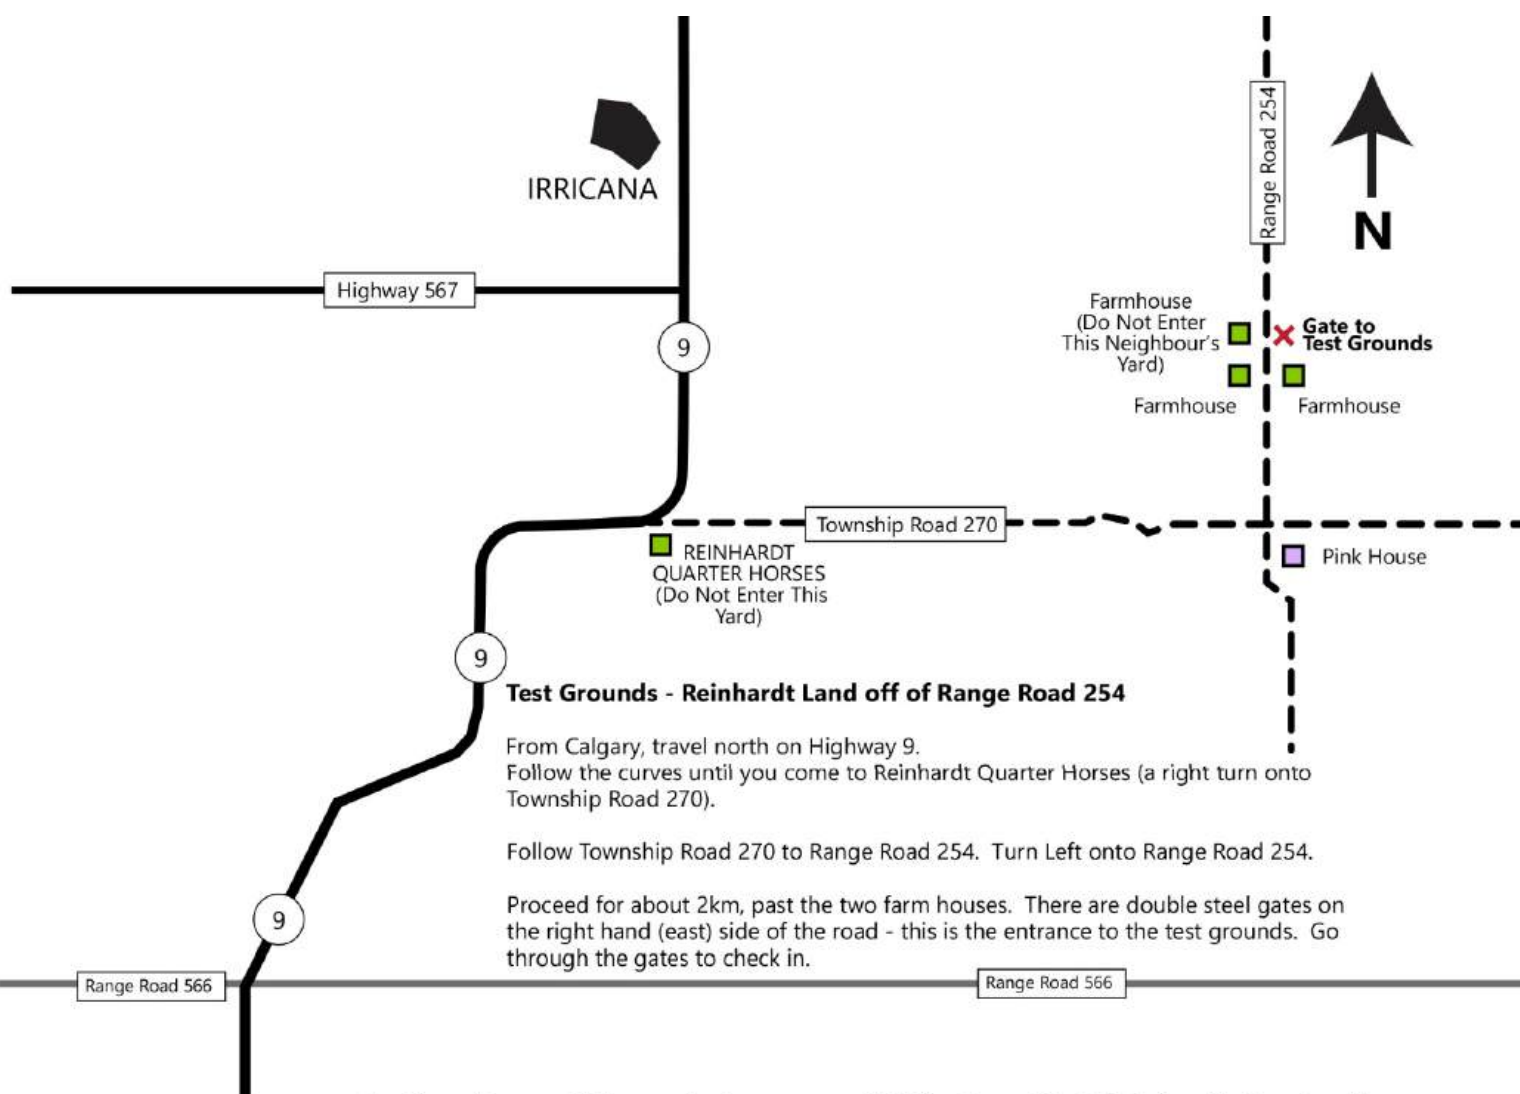 Range Road 254
N
IRRICANA
Highway 567
9
Farmhouse
(Do Not Enter
This Neighbour's
Yard)
Gate to
Test Grounds
Farmhouse
Farmhouse
Township Road 270
REINHARDT
QUARTER HORSES
(Do Not Enter This
Yard)
Pink House
9
Test Grounds - Reinhardt Land off of Range Road 254
From Calgary, travel north on Highway 9.
Follow the curves until you come to Reinhardt Quarter Horses (a right turn onto
Township Road 270).
Follow Township Road 270 to Range Road 254.  Turn Left onto Range Road 254.
Proceed for about 2km, past the two farm houses.  There are double steel gates on
the right hand (east) side of the road - this is the entrance to the test grounds.  Go
through the gates to check in.
9
Range Road 566
Range Road 566